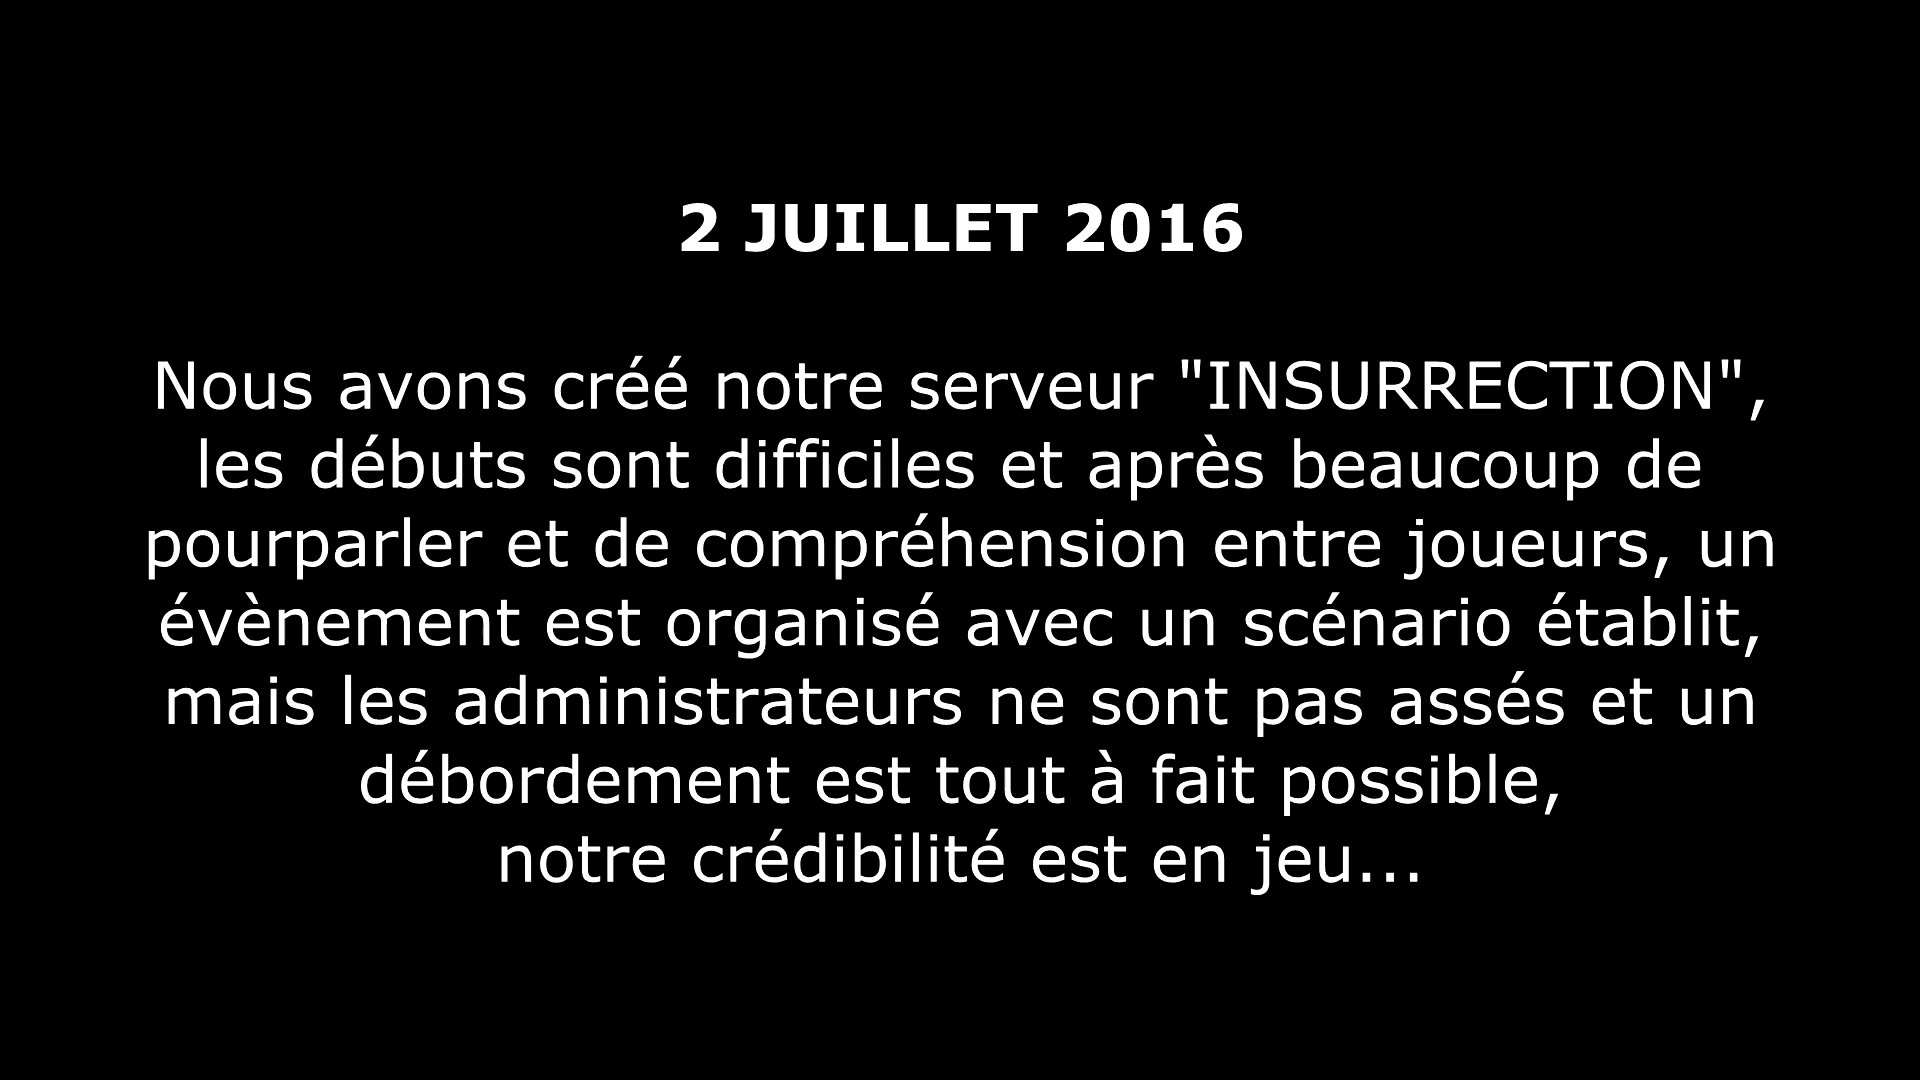 2 JUILLET 2016
Nous avons créé notre serveur "INSURRECTION",
les débuts sont difficiles et après beaucoup de
pourparler et de compréhension entre joueurs, un
évènement est organisé avec un scénario établit,
mais les administrateurs ne sont pas assés et un
débordement est tout à fait possible,
notre crédibilité est en jeu...